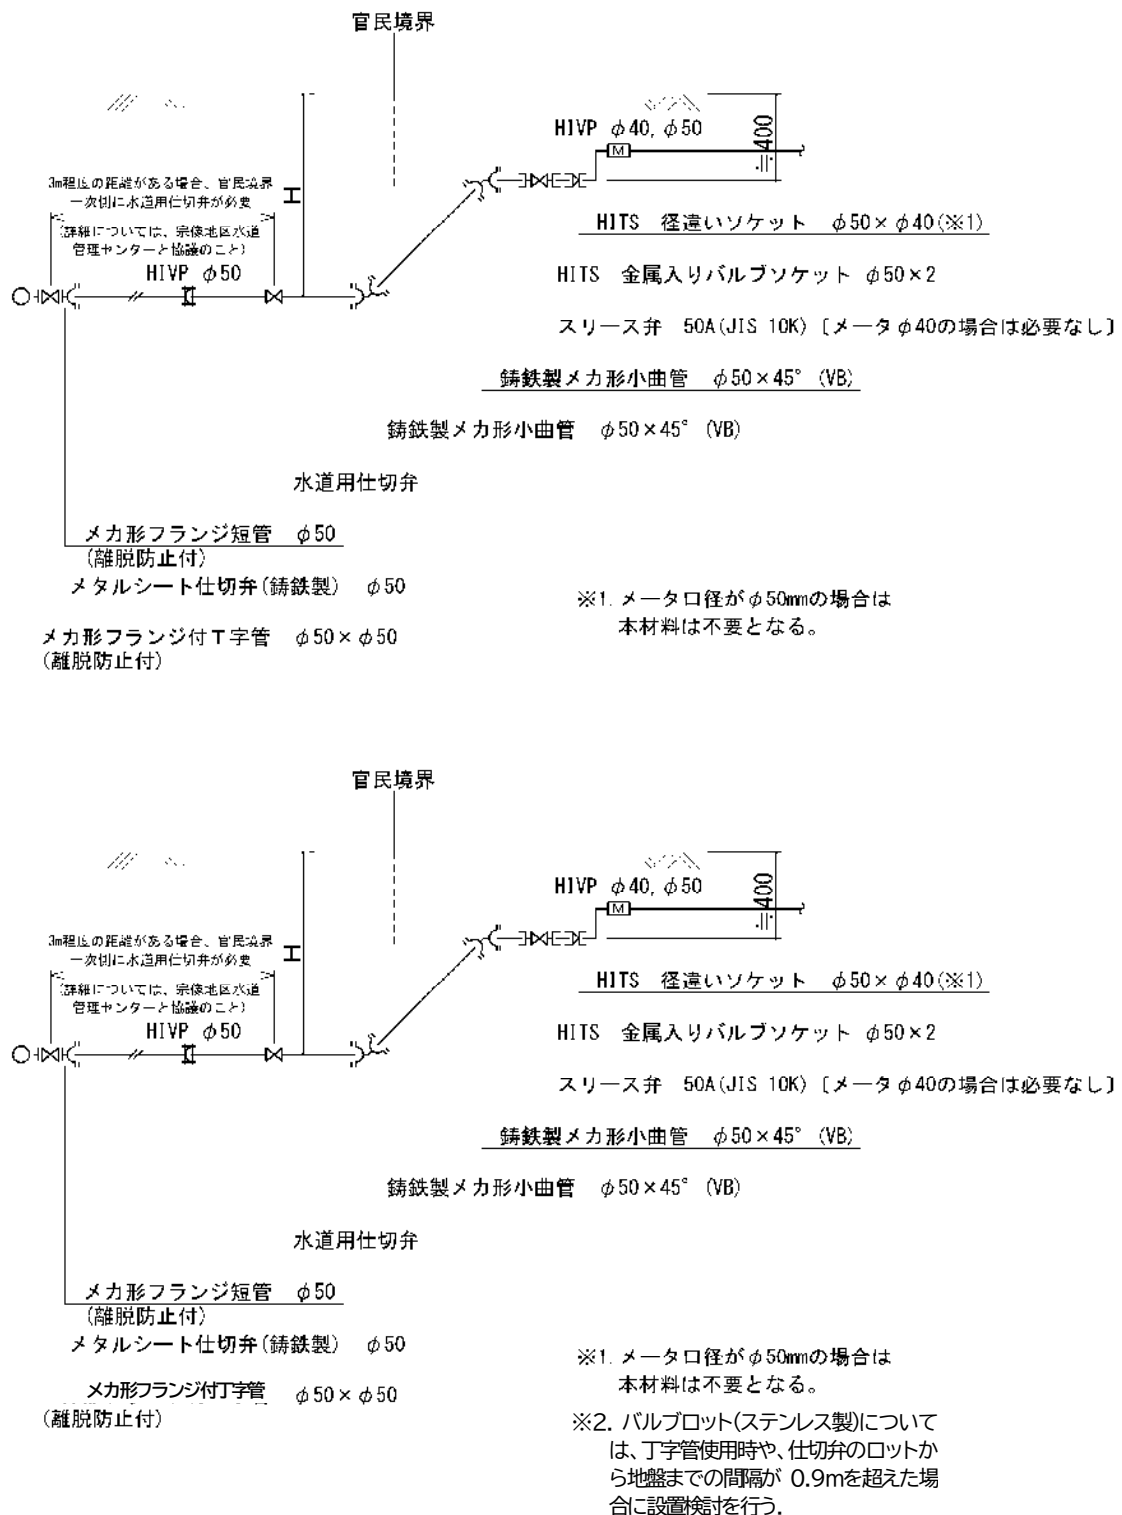 官民境界
HIVP φ40, φ50
≒400
3m程度の距離がある場合、官民境界
一次側に水道用仕切弁が必要
H
(詳細については、宗像地区水道
管理センターと協議のこと)
HIVP φ50
M
HITS 径違いソケット φ50×φ40(※1)
HITS 金属入りバルブソケット φ50×2
スリース弁 50A(JIS 10K) 〔メータφ40の場合は必要なし〕
鋳鉄製メカ形小曲管 φ50×45° (VB)
鋳鉄製メカ形小曲管 φ50×45° (VB)
水道用仕切弁
メカ形フランジ短管 φ50
(離脱防止付)
メタルシート仕切弁(鋳鉄製) φ50
メカ形フランジ付T字管 φ50×φ50
(離脱防止付)
※1. メータ口径がφ50mmの場合は
本材料は不要となる。
官民境界
HIVP φ40, φ50
≒400
3m程度の距離がある場合、官民境界
一次側に水道用仕切弁が必要
H
(詳細については、宗像地区水道
管理センターと協議のこと)
HIVP φ50
M
HITS 径違いソケット φ50×φ40(※1)
HITS 金属入りバルブソケット φ50×2
スリース弁 50A(JIS 10K) 〔メータφ40の場合は必要なし〕
鋳鉄製メカ形小曲管 φ50×45° (VB)
鋳鉄製メカ形小曲管 φ50×45° (VB)
水道用仕切弁
メカ形フランジ短管 φ50
(離脱防止付)
メタルシート仕切弁(鋳鉄製) φ50
メカ形フランジ付丁字管 φ50×φ50
(離脱防止付)
※1. メータ口径がφ50mmの場合は
本材料は不要となる。
※2. バルブロット(ステンレス製)について
は、丁字管使用時や、仕切弁のロットか
ら地盤までの間隔が 0.9mを超えた場
合に設置検討を行う.